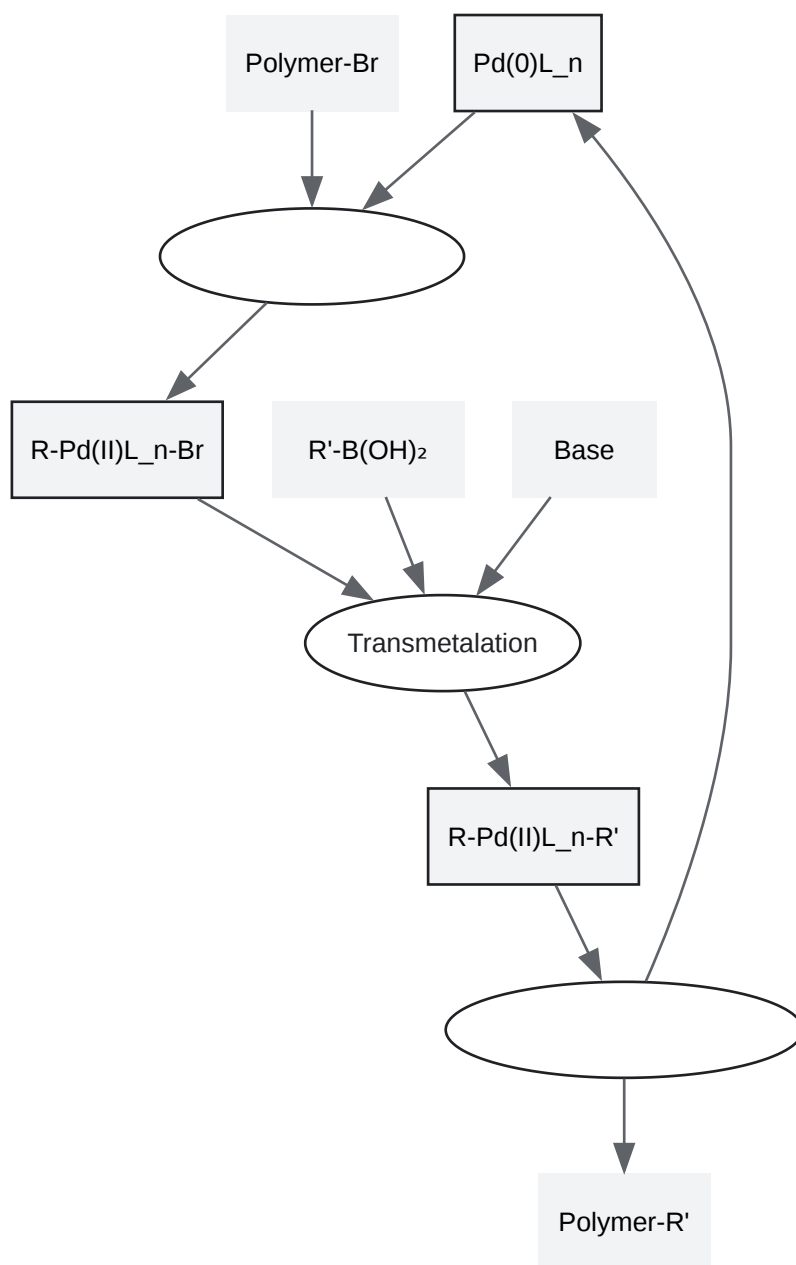 Polymer-Br
Pd(0)L_n
R-Pd(II)L_n-Br
R'-B(OH)₂
Base
Transmetalation
R-Pd(II)L_n-R'
Polymer-R'